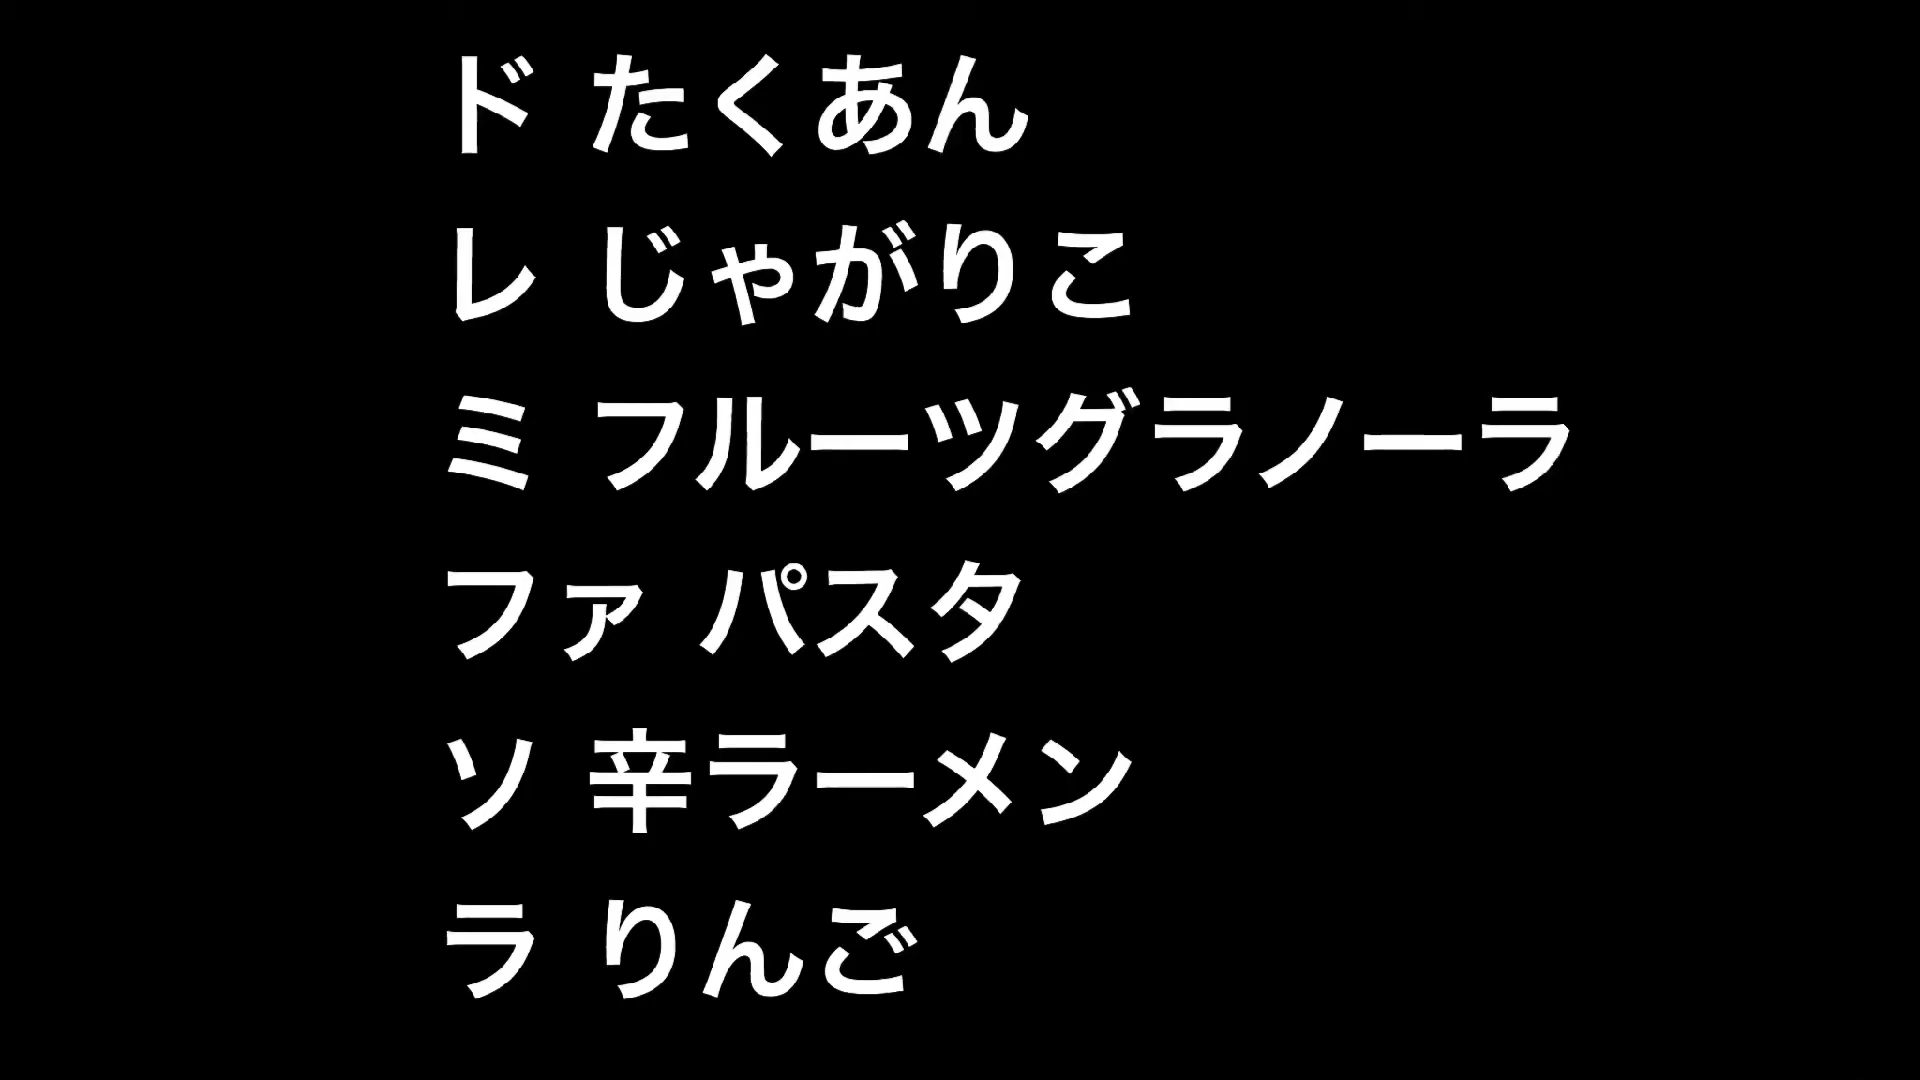 ド たくあん
レ じゃがりこ
ミ フルーツグラノーラ
ファ パスタ
ソ 辛ラーメン
ラ りんご